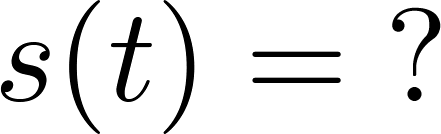 s(t) = ?